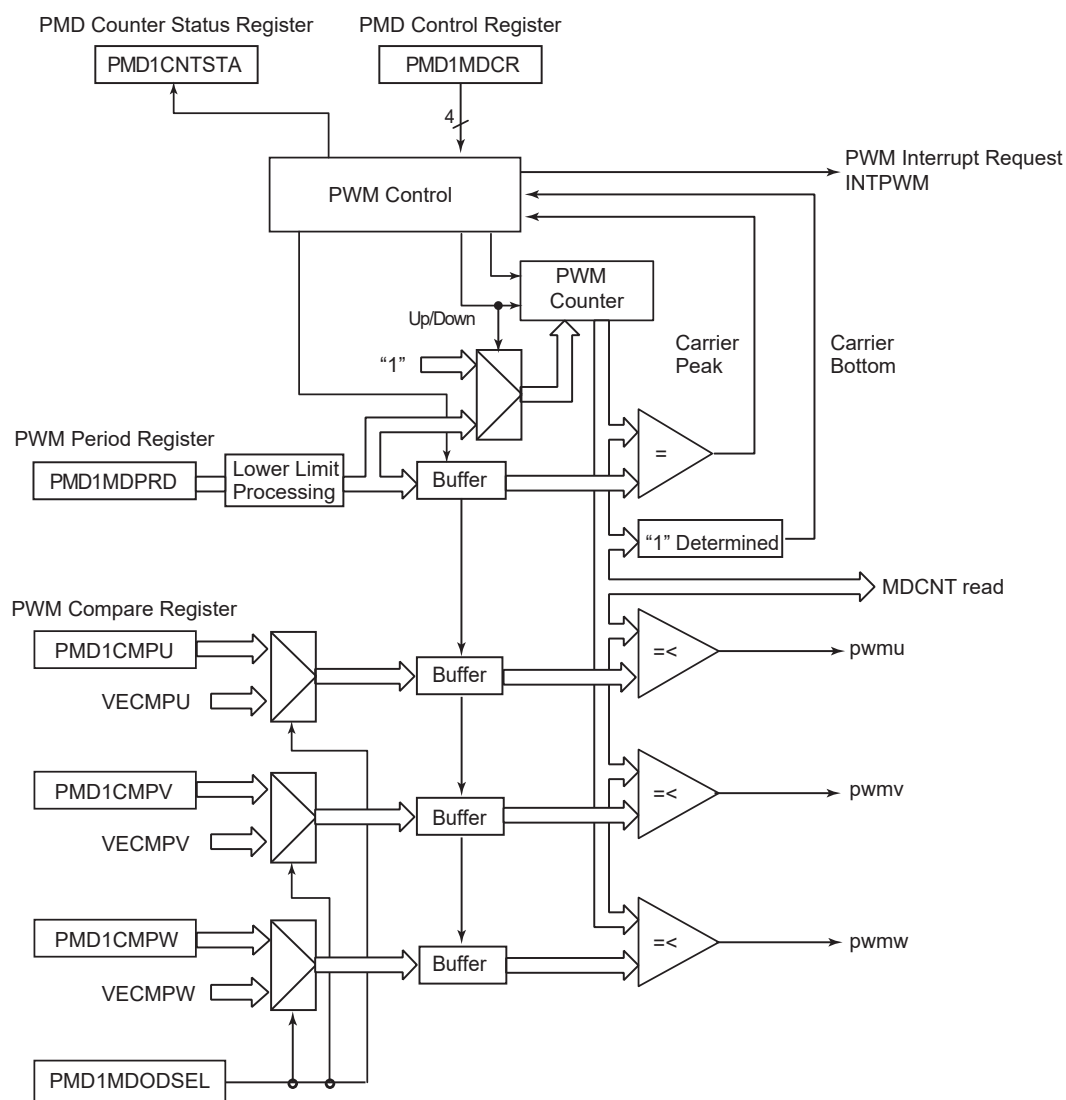 PMD Counter Status Register
PMD Control Register
PMD1CNTSTA
PMD1MDCR
4
PWM Control
PWM Interrupt Request
INTPWM
PWM
Counter
Up/Down
Carrier
Peak
Carrier
Bottom
“1”
PWM Period Register
PMD1MDPRD
Lower Limit
Processing
Buffer
=
“1” Determined
MDCNT read
PWM Compare Register
PMD1CMPU
VECMPU
Buffer
=<
pwmu
PMD1CMPV
VECMPV
Buffer
=<
pwmv
PMD1CMPW
VECMPW
Buffer
=<
pwmw
PMD1MDODSEL